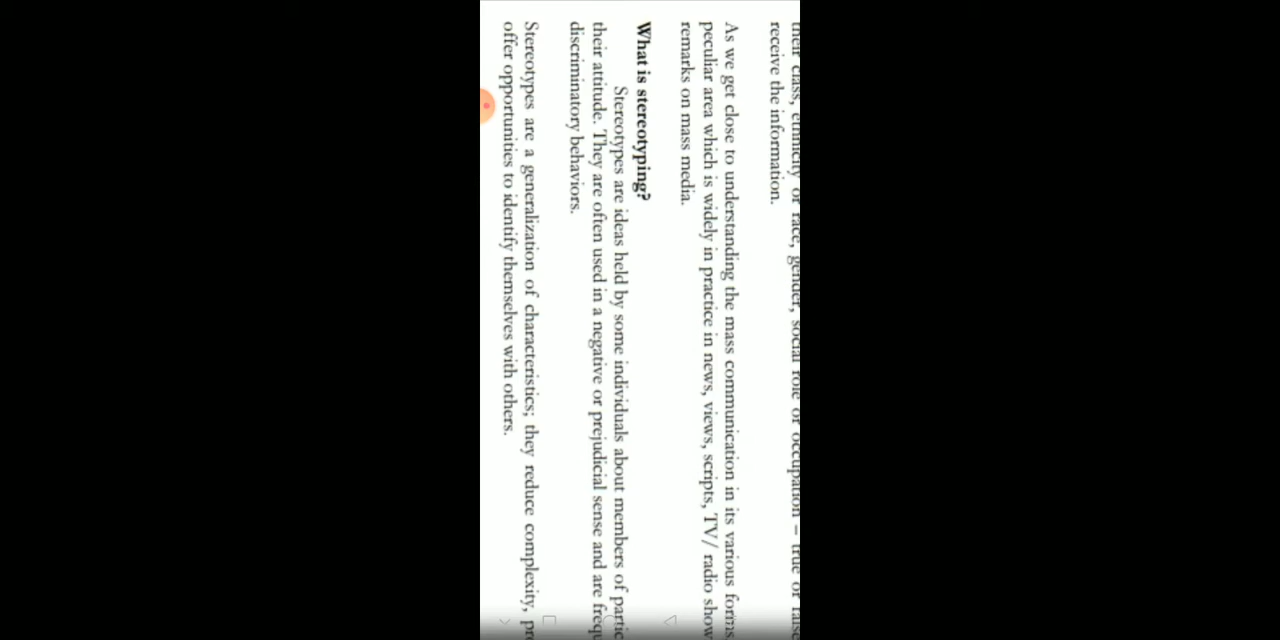 their class, ethnicity or race, gender, social role or occupation – true or false
receive the information.
As we get close to understanding the mass communication in its various forms
peculiar area which is widely in practice in news, views, scripts, TV/ radio show
remarks on mass media.
What is stereotyping?
Stereotypes are ideas held by some individuals about members of
their attitude. They are often used in a negative or prejudicial sense and are
discriminatory behaviors.
Stereotypes are a generalization of characteristics; they reduce complexity,
offer opportunities to identify themselves with others.